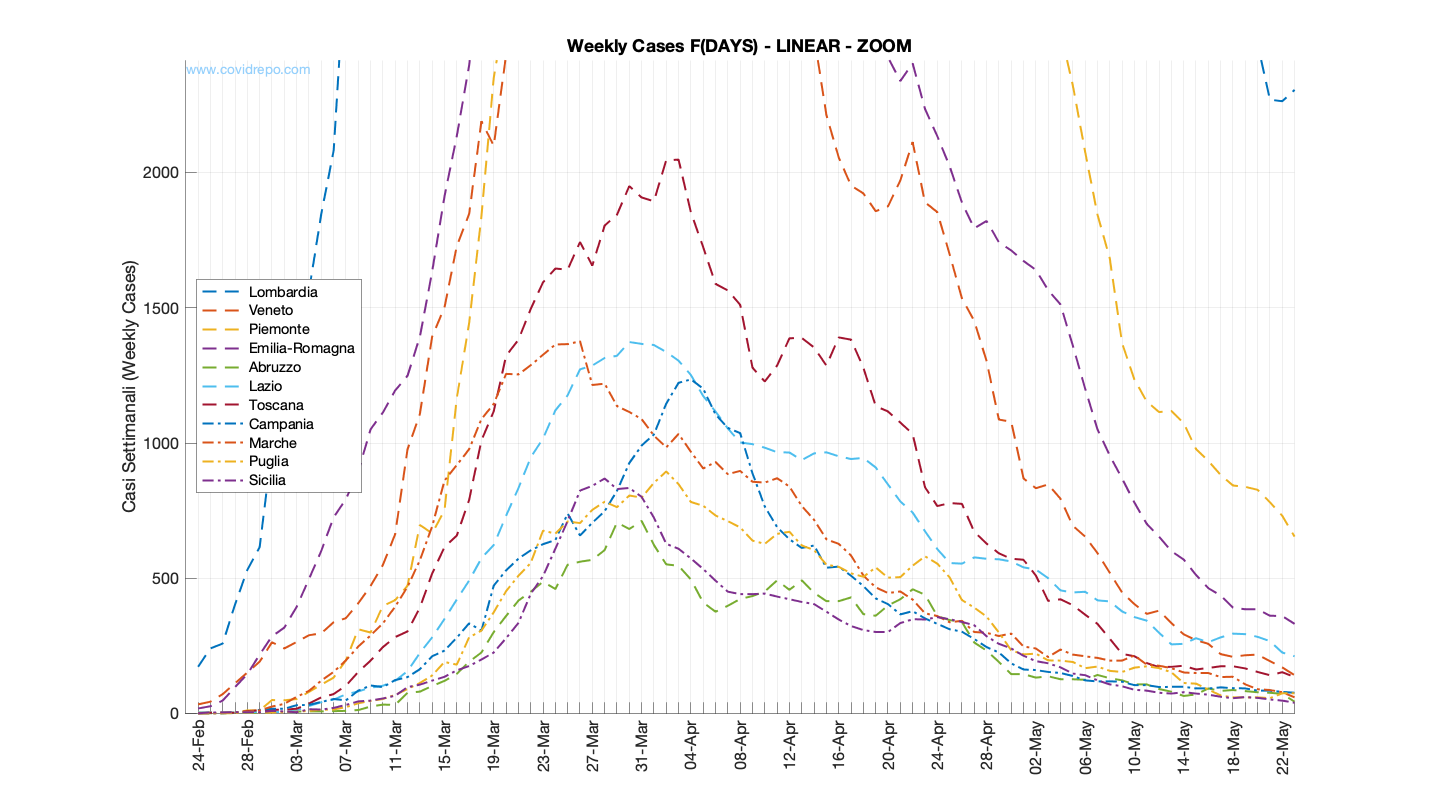 Weekly Cases F(DAYS) - LINEAR - ZOOM
www.covidrepo.com
Casi Settimanali (Weekly Cases)
2000
1500
1000
500
0
Lombardia
Veneto
Piemonte
Emilia-Romagna
Abruzzo
Lazio
Toscana
Campania
Marche
Puglia
Sicilia
24-Feb
28-Feb
03-Mar
07-Mar
11-Mar
15-Mar
19-Mar
23-Mar
27-Mar
31-Mar
04-Apr
08-Apr
12-Apr
16-Apr
20-Apr
24-Apr
28-Apr
02-May
06-May
10-May
14-May
18-May
22-May